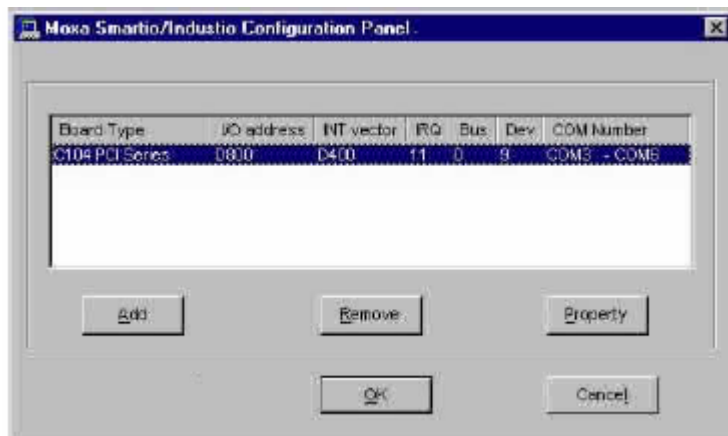 Moxa Smartio/Industio Configuration Panel
Board Type I/O address INT vector IRQ Bus Dev COM Number
C104 PCI Series D800 D400 11 0 9 COM3 - COM6
Add Remove Property
OK Cancel